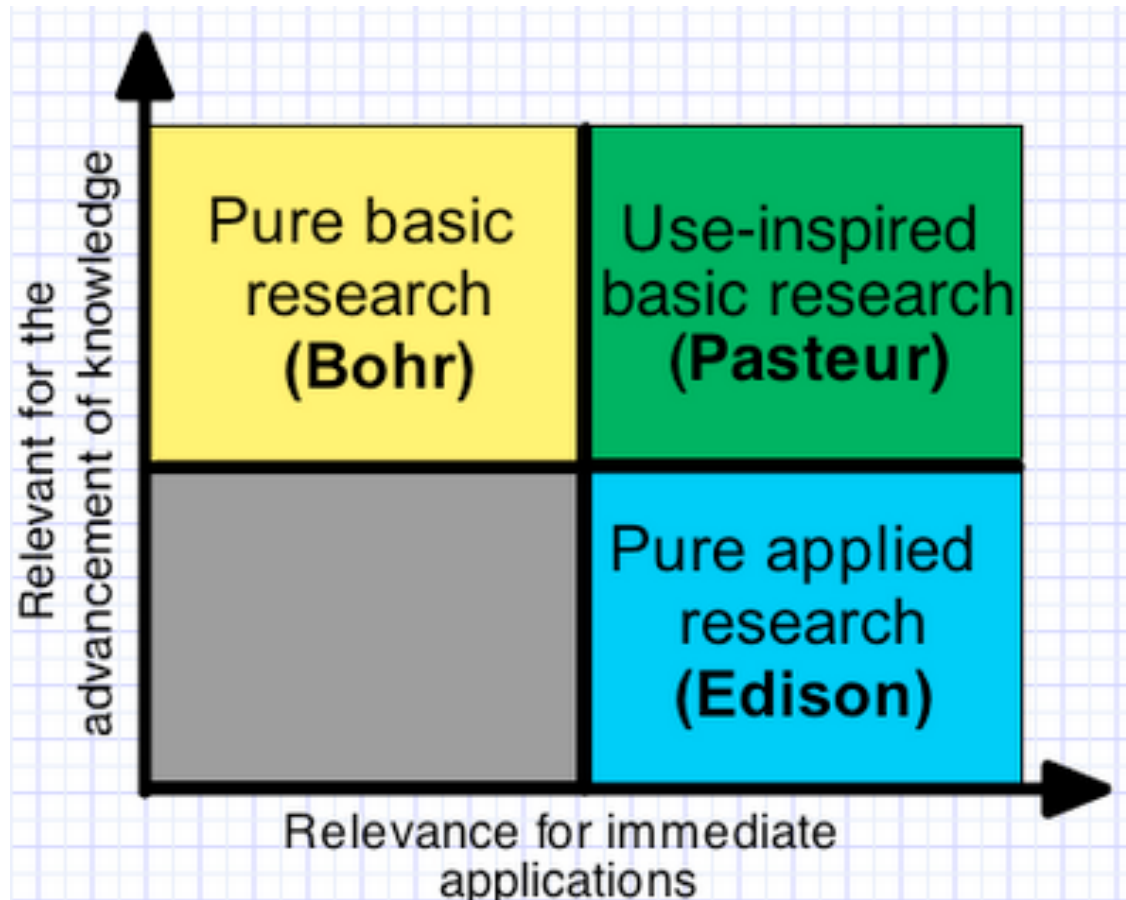 Relevant for the
advancement of knowledge
Pure basic
research
(Bohr)
Use-inspired
basic research
(Pasteur)
Pure applied
research
(Edison)
Relevance for immediate
applications